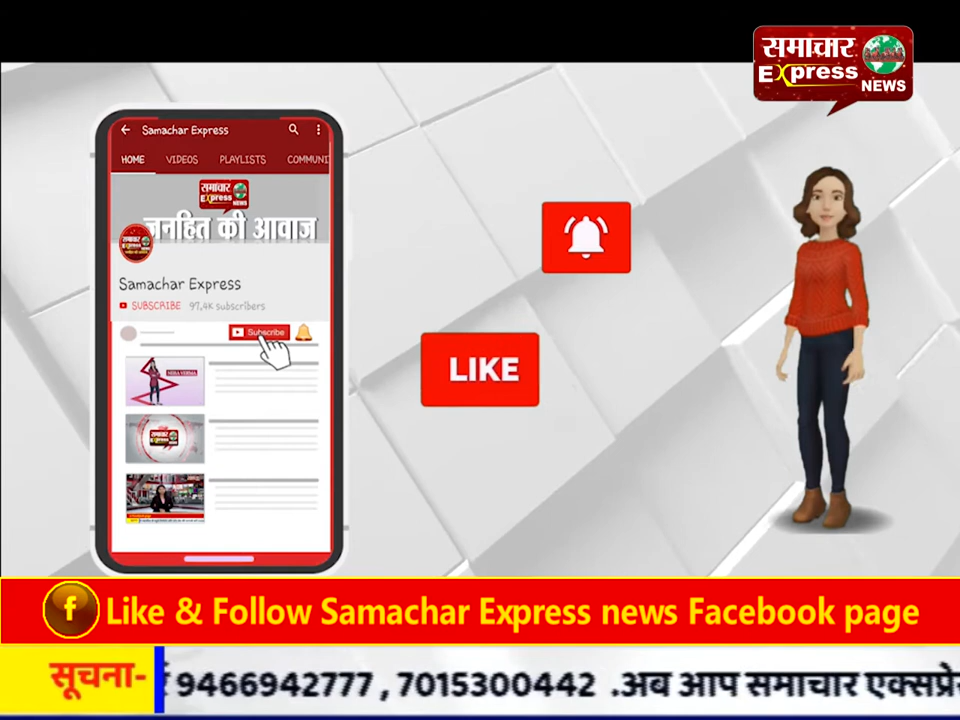 समाचार
Express
NEWS
Samachar Express
HOME VIDEOS PLAYLISTS COMMUNI
समाचार
Express
NEWS
जनहित की आवाज
Samachar Express
SUBSCRIBE 97.4K subscribers
Subscribe
LIKE
Like & Follow Samachar Express news Facebook page
सूचना- 9466942777 , 7015300442 .अब आप समाचार एक्सप्रे